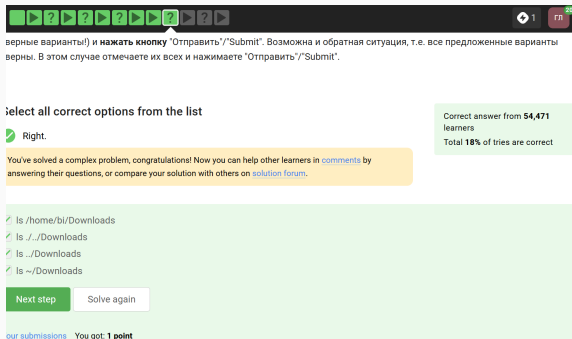 1
ГЛ
верные варианты!) и нажать кнопку "Отправить"/"Submit". Возможна и обратная ситуация, т.е. все предложенные варианты
верны. В этом случае отмечаете их всех и нажимаете "Отправить"/"Submit".
Select all correct options from the list
Right.
You've solved a complex problem, congratulations! Now you can help other learners in comments by
answering their questions, or compare your solution with others on solution forum.
Correct answer from 54,471
learners
Total 18% of tries are correct
ls /home/bi/Downloads
ls ./../Downloads
ls ../Downloads
ls ~/Downloads
Next step
Solve again
our submissions You got: 1 point